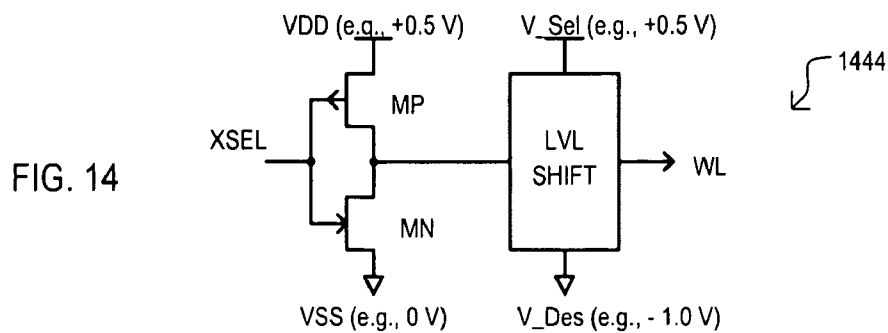 VDD (e.g., +0.5 V)
V_Sel (e.g., +0.5 V)
1444
MP
XSEL
LVL
SHIFT
WL
FIG. 14
MN
VSS (e.g., 0 V)
V_Des (e.g., - 1.0 V)